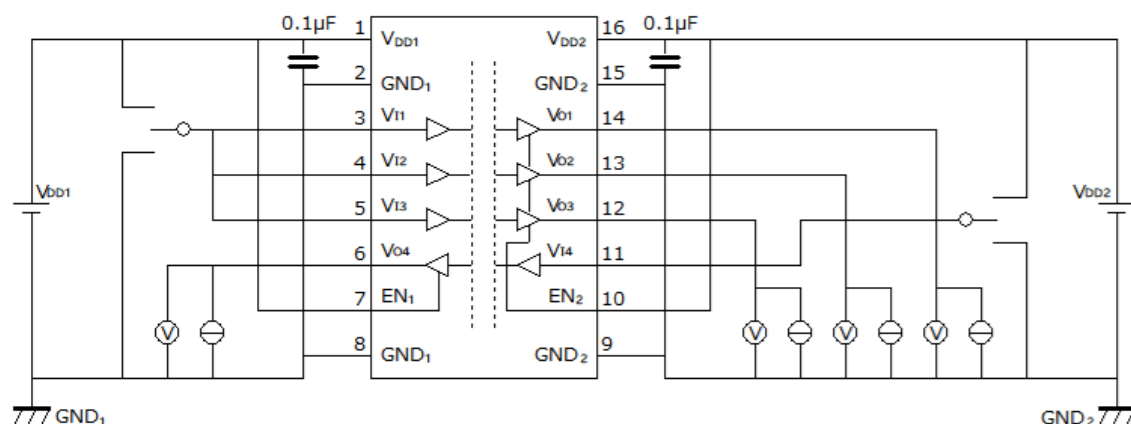 0.1µF 1 16 0.1µF
VDD1 VDD2
2 GND1 GND2 15
3 VI1 VO1 14
4 VI2 VO2 13
VDD1 VDD2
5 VI3 VO3 12
6 VO4 VI4 11
7 EN1 EN2 10
V V V V
8 GND1 GND2 9
GND1 GND2